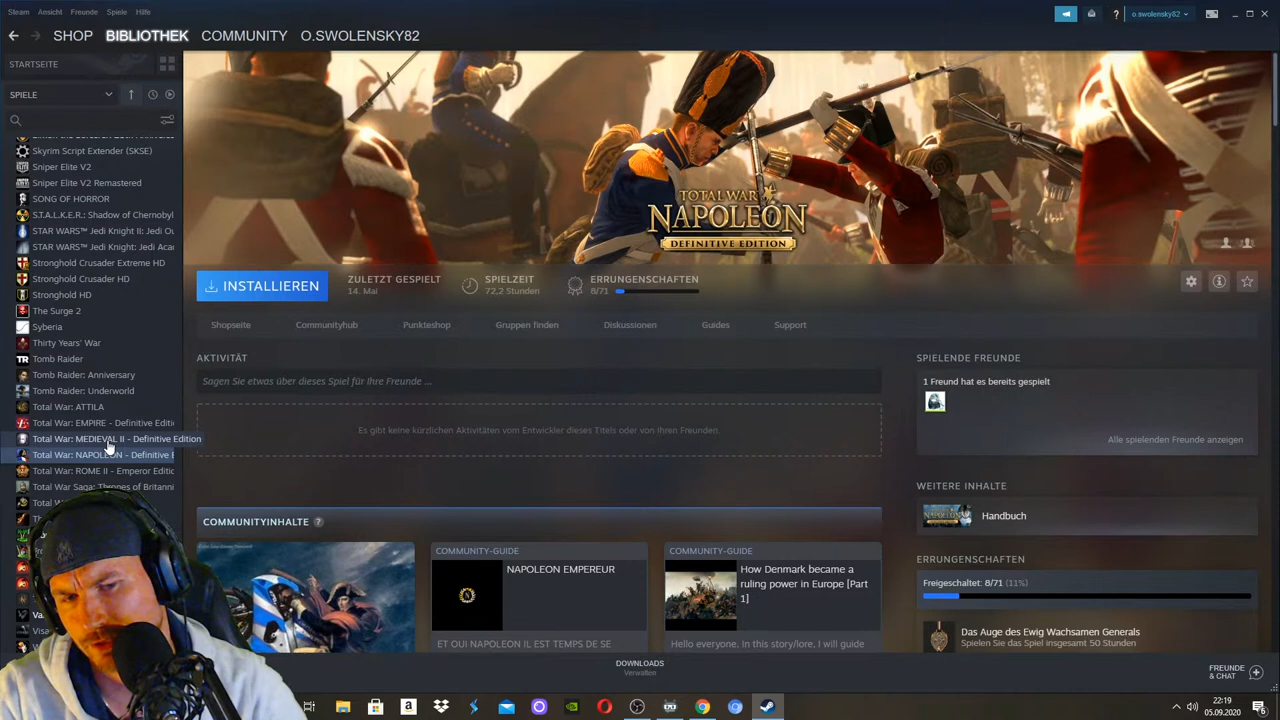 Steam Ansicht Freunde Spiele Hilfe
o.swolensky82
SHOP BIBLIOTHEK COMMUNITY O.SWOLENSKY82
STARTSEITE
SPIELE
Skyrim Script Extender (SKSE)
Sniper Elite V2
Sniper Elite V2 Remastered
SONG OF HORROR
S.T.A.L.K.E.R.: Shadow of Chernobyl
STAR WARS™ Jedi Knight II: Jedi Ou
STAR WARS™ Jedi Knight: Jedi Aca
Stronghold Crusader Extreme HD
Stronghold Crusader HD
Stronghold HD
The Surge 2
Syberia
Thirty Years' War
Tomb Raider
Tomb Raider: Anniversary
Tomb Raider: Underworld
Total War: ATTILA
Total War: EMPIRE - Definitive Editi
Total War: MEDIEVAL II - Definitive Edition
Total War: NAPOLEON - Definitive E
Total War: ROME II - Emperor Editio
Total War Saga: Thrones of Britanni
TOTAL WAR
NAPOLEON
DEFINITIVE EDITION
INSTALLIEREN
ZULETZT GESPIELT
14. Mai
SPIELZEIT
72,2 Stunden
ERRUNGENSCHAFTEN
8/71
Shopseite Communityhub Punkteshop Gruppen finden Diskussionen Guides Support
AKTIVITÄT
Sagen Sie etwas über dieses Spiel für Ihre Freunde ...
Es gibt keine kürzlichen Aktivitäten vom Entwickler dieses Titels oder von Ihren Freunden.
COMMUNITYINHALTE ?
COMMUNITY-GUIDE
NAPOLEON EMPEREUR
ET OUI NAPOLEON IL EST TEMPS DE SE
COMMUNITY-GUIDE
How Denmark became a
ruling power in Europe [Part
1]
Hello everyone. In this story/lore, I will guide
SPIELENDE FREUNDE
1 Freund hat es bereits gespielt
Alle spielenden Freunde anzeigen
WEITERE INHALTE
Handbuch
ERRUNGENSCHAFTEN
Freigeschaltet: 8/71 (11%)
Das Auge des Ewig Wachsamen Generals
Spielen Sie das Spiel insgesamt 50 Stunden
DOWNLOADS
Verwalten
FREUNDE
& CHAT
22:19
05.09.2020
6